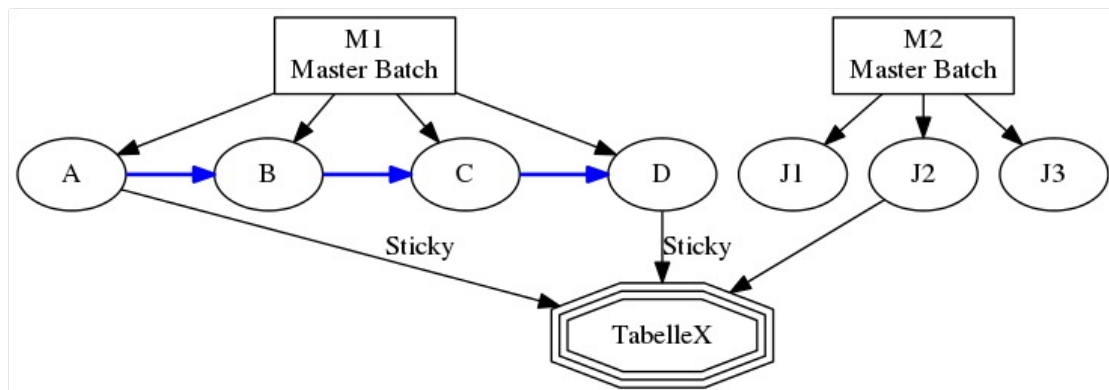 M1
Master Batch
M2
Master Batch
A
B
C
D
J1
J2
J3
Sticky
Sticky
TabelleX